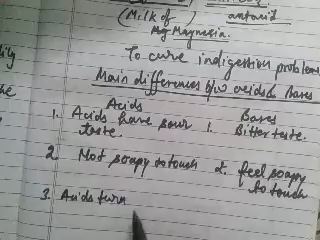 (Milk of antacid
Mg Magnesia.
To cure indigestion problems
Main differences b/w acids & Bases
Acids Bases
1. Acids have sour 1. Bitter taste.
taste.
2 Not soapy to touch 2. feel soapy
to touch
3. Acids turn